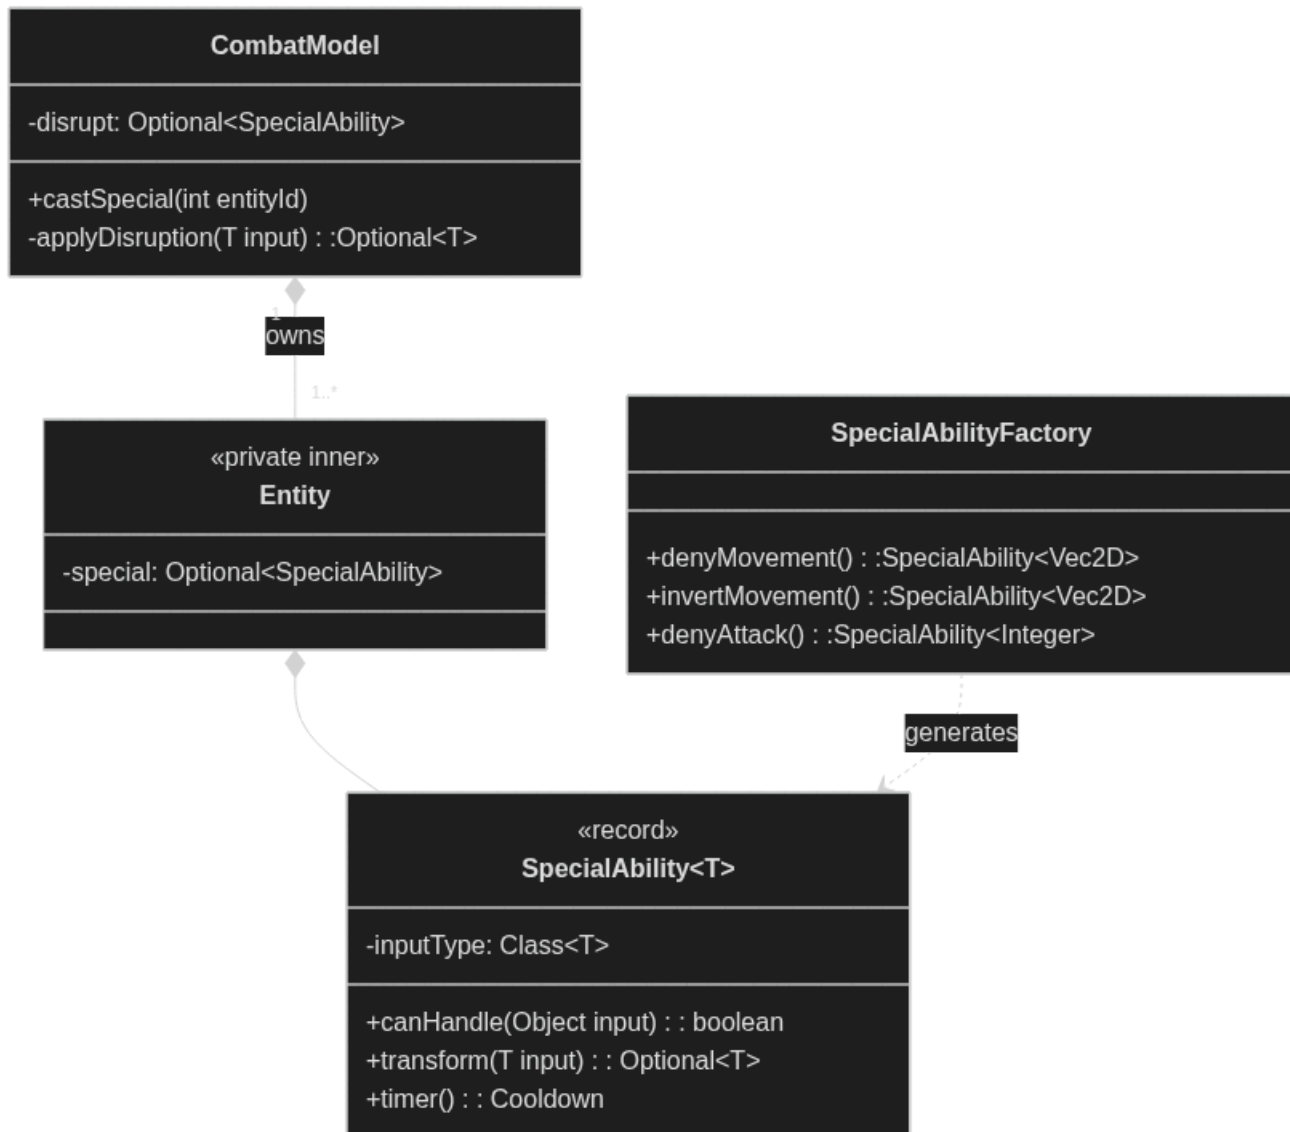 CombatModel
-disrupt: Optional<SpecialAbility>
+castSpecial(int entityId)
-applyDisruption(T input) : :Optional<T>
1
owns
1..*
«private inner»
Entity
-special: Optional<SpecialAbility>
SpecialAbilityFactory
+denyMovement() : :SpecialAbility<Vec2D>
+invertMovement() : :SpecialAbility<Vec2D>
+denyAttack() : :SpecialAbility<Integer>
generates
«record»
SpecialAbility<T>
-inputType: Class<T>
+canHandle(Object input) : : boolean
+transform(T input) : : Optional<T>
+timer() : : Cooldown